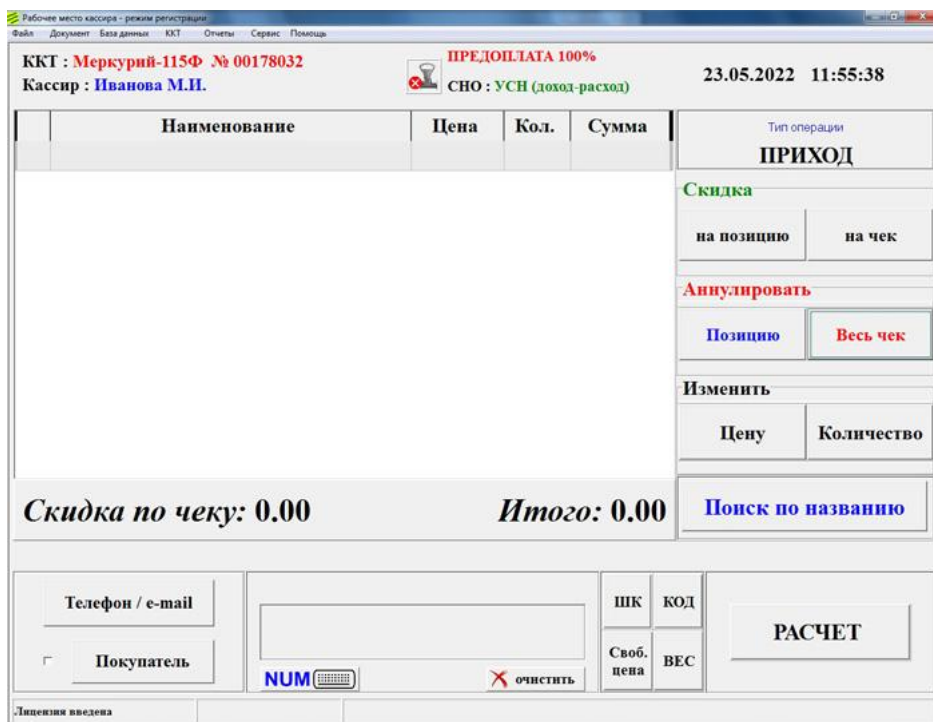 Рабочее место кассира - режим регистрации
Файл Документ База данных ККТ Отчеты Сервис Помощь
ККТ : Меркурий-115Ф № 00178032
Кассир : Иванова М.И.
ПРЕДОПЛАТА 100%
СНО : УСН (доход-расход)
23.05.2022 11:55:38
Наименование Цена Кол. Сумма
Тип операции
ПРИХОД
Скидка
на позицию на чек
Аннулировать
Позицию Весь чек
Изменить
Цену Количество
Скидка по чеку: 0.00 Итого: 0.00
Поиск по названию
Телефон / e-mail
Покупатель
NUM
очистить
ШК КОД
Своб. цена ВЕС
РАСЧЕТ
Лицензия введена